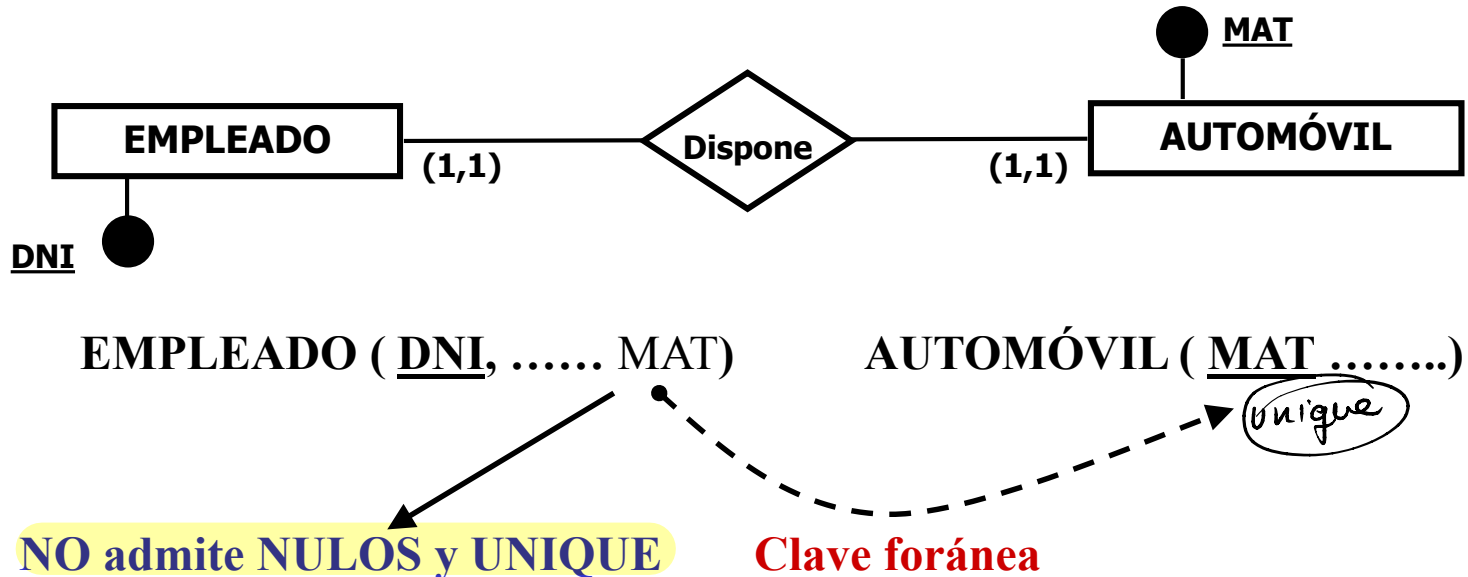 MAT
EMPLEADO
Dispone
AUTOMÓVIL
(1,1)
(1,1)
DNI
EMPLEADO ( DNI, …… MAT)
AUTOMÓVIL ( MAT ……..)
unique
NO admite NULOS y UNIQUE
Clave foránea